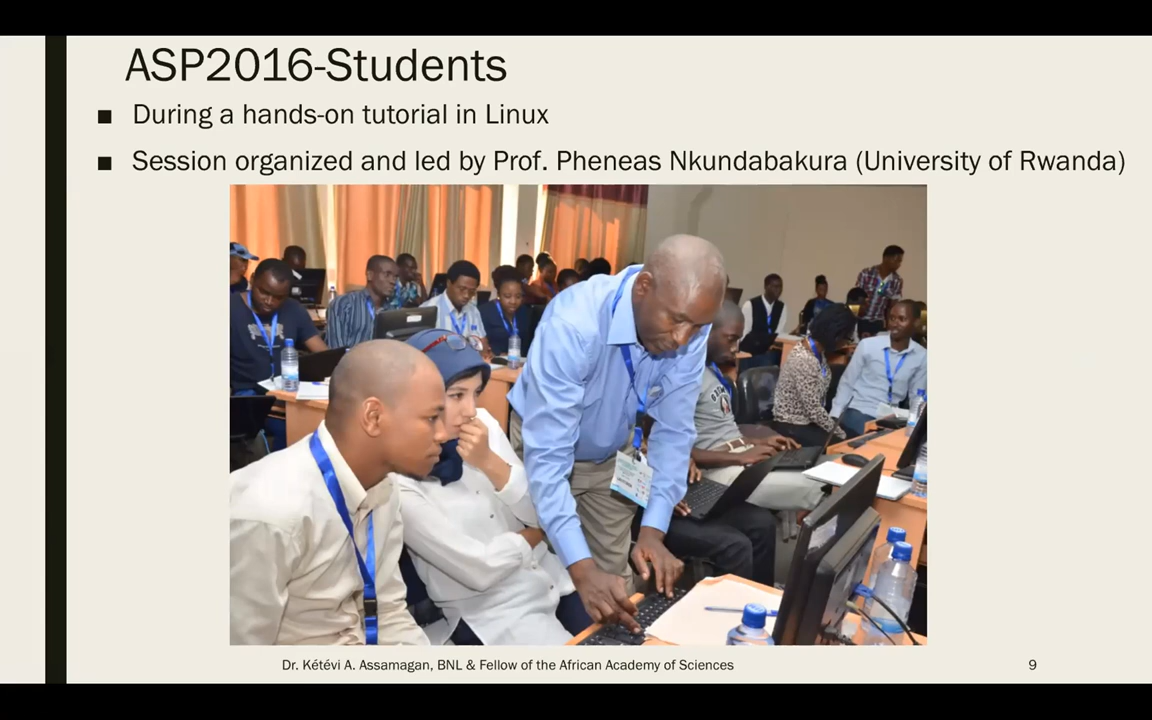 ASP2016-Students
■ During a hands-on tutorial in Linux
■ Session organized and led by Prof. Pheneas Nkundabakura (University of Rwanda)
Dr. Kétévi A. Assamagan, BNL & Fellow of the African Academy of Sciences
9